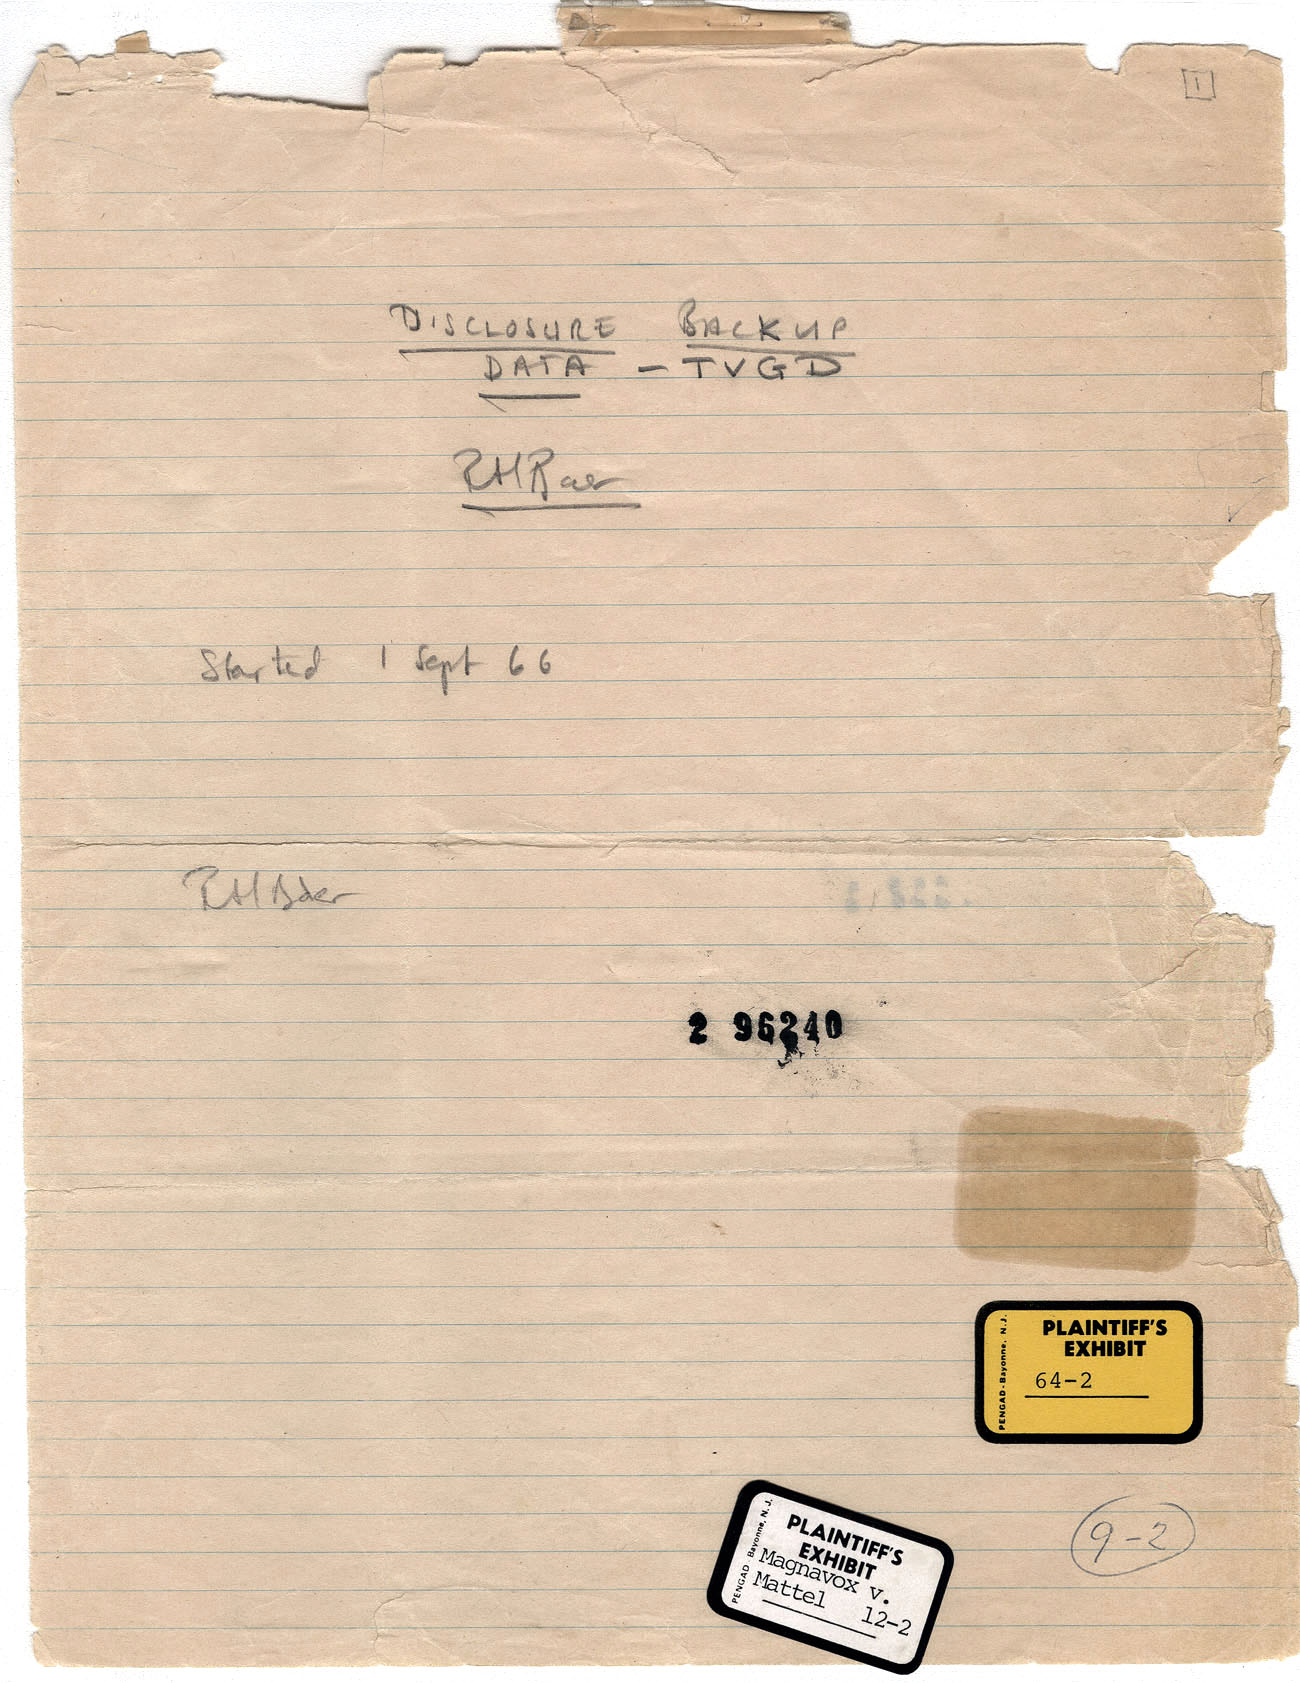 1
DISCLOSURE BACKUP
DATA – TVGD
RHBaer
Started 1 Sept 66
RHBaer
2 96240
PLAINTIFF'S
EXHIBIT
64-2
PENGAD-Bayonne, N.J.
PLAINTIFF'S
EXHIBIT
Magnavox v.
Mattel 12-2
PENGAD-Bayonne, N.J.
9-2